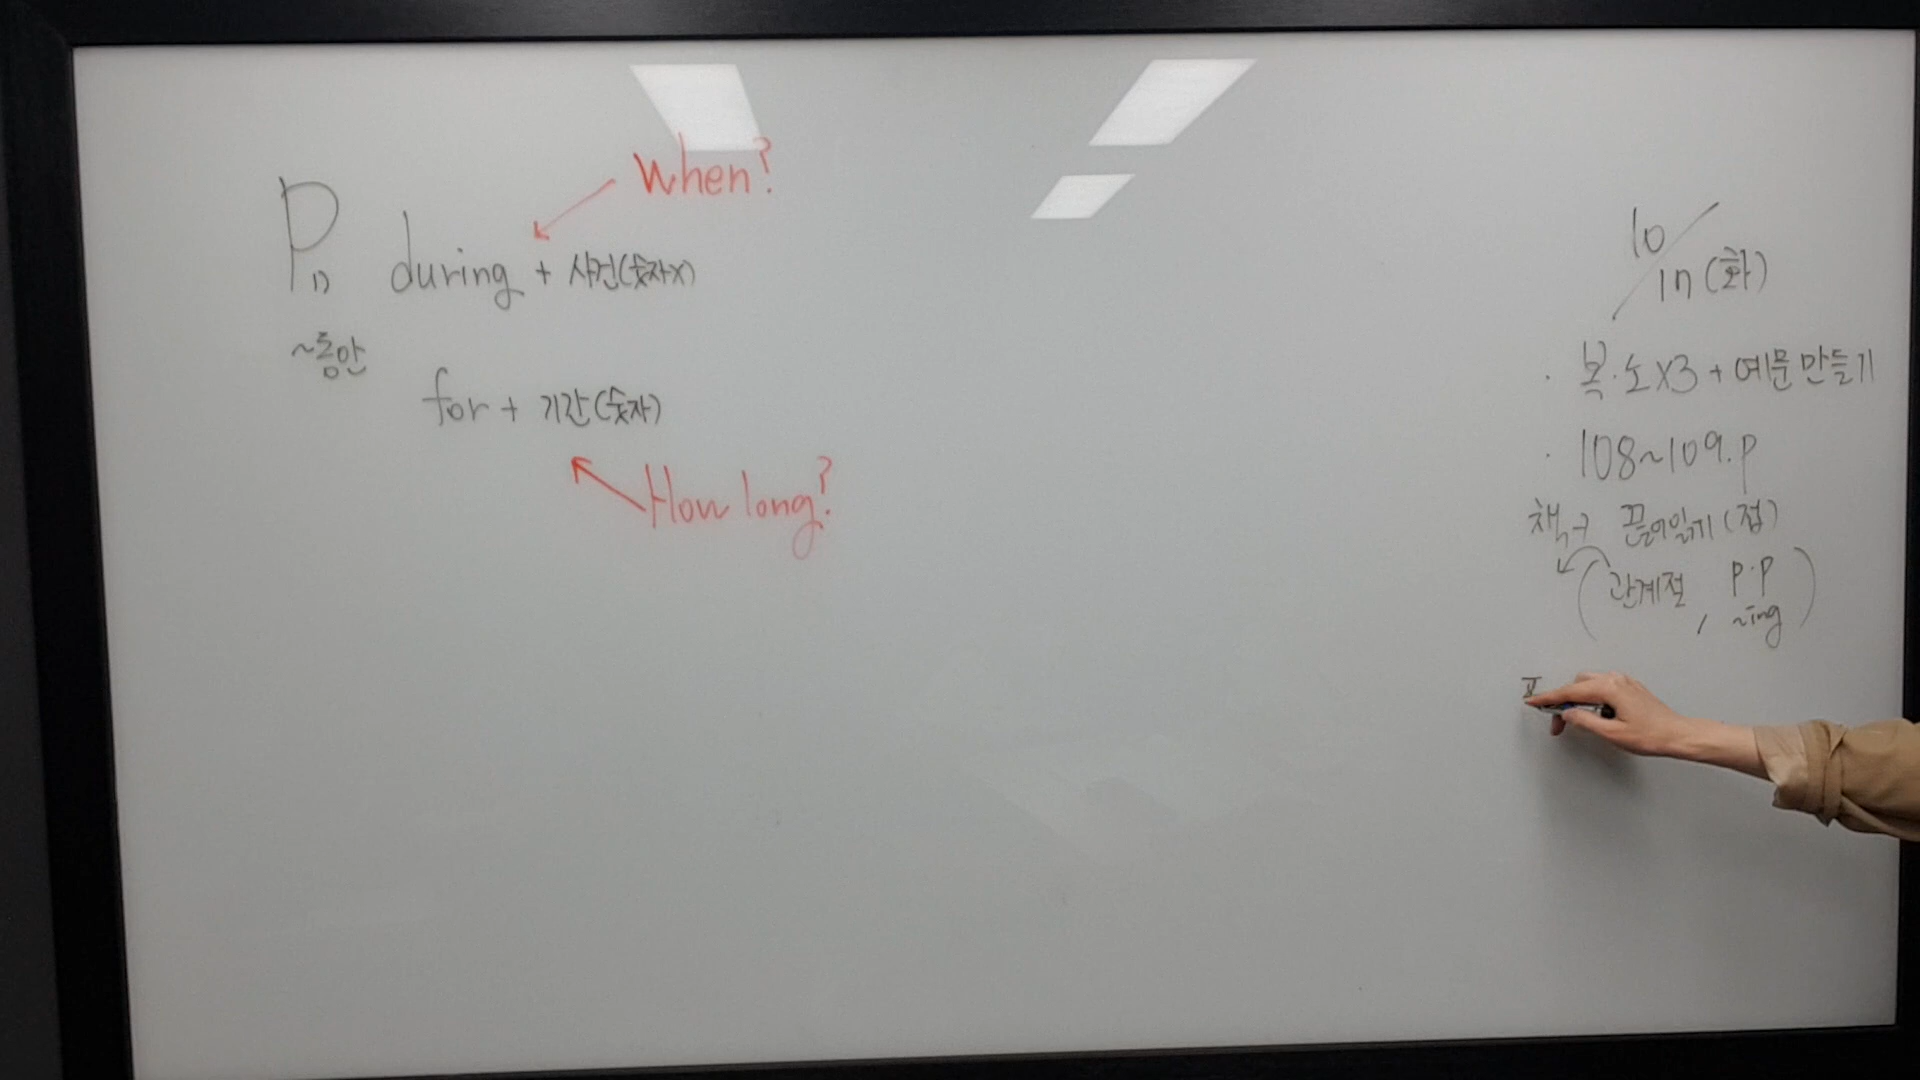 When?
P 1) during + 사건(숫자x)
~동안
for + 기간(숫자)
How long?
10/17(화)
· 복·노x3 + 예문만들기
· 108~109.p
책→ 끊어읽기(접)
(관계절, p.p
~ing)